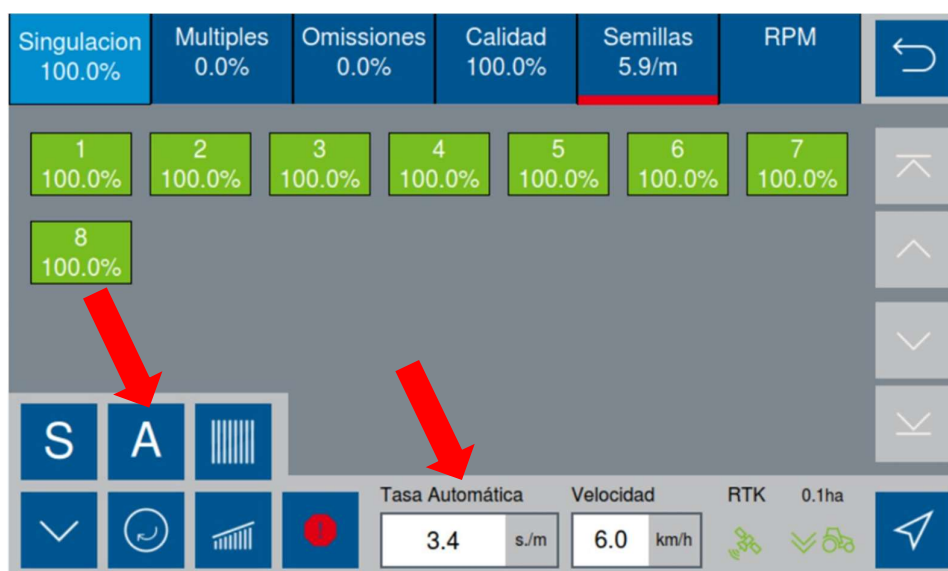 Singulacion
100.0%
Multiples
0.0%
Omissiones
0.0%
Calidad
100.0%
Semillas
5.9/m
RPM
1
100.0%
2
100.0%
3
100.0%
4
100.0%
5
100.0%
6
100.0%
7
100.0%
8
100.0%
S
A
Tasa Automática
3.4 s./m
Velocidad
6.0 km/h
RTK
0.1ha